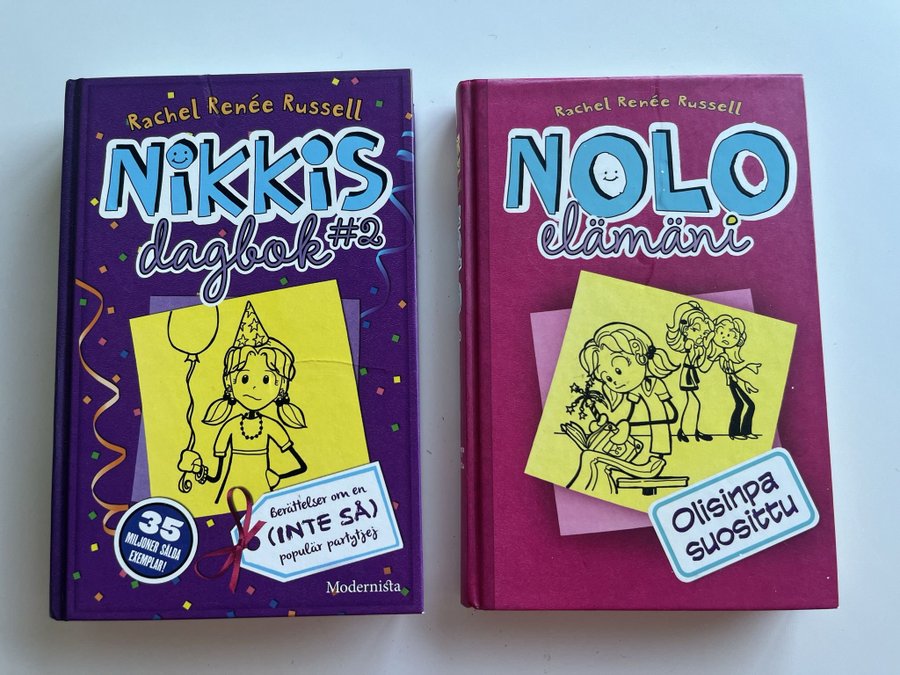 Rachel Renée Russell
NiKKiS
dagbok #2
Berättelser om en
(INTE SÅ)
populär partytjej
35
MILJONER SÅLDA
EXEMPLAR!
Modernista
Rachel Renée Russell
NOLO
elämäni
Olisinpa
suosittu